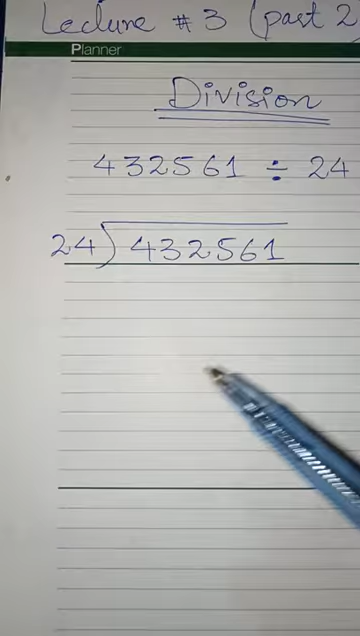 Lecture # 3 (part 2)
Planner
Division
432561 ÷ 24
24)432561